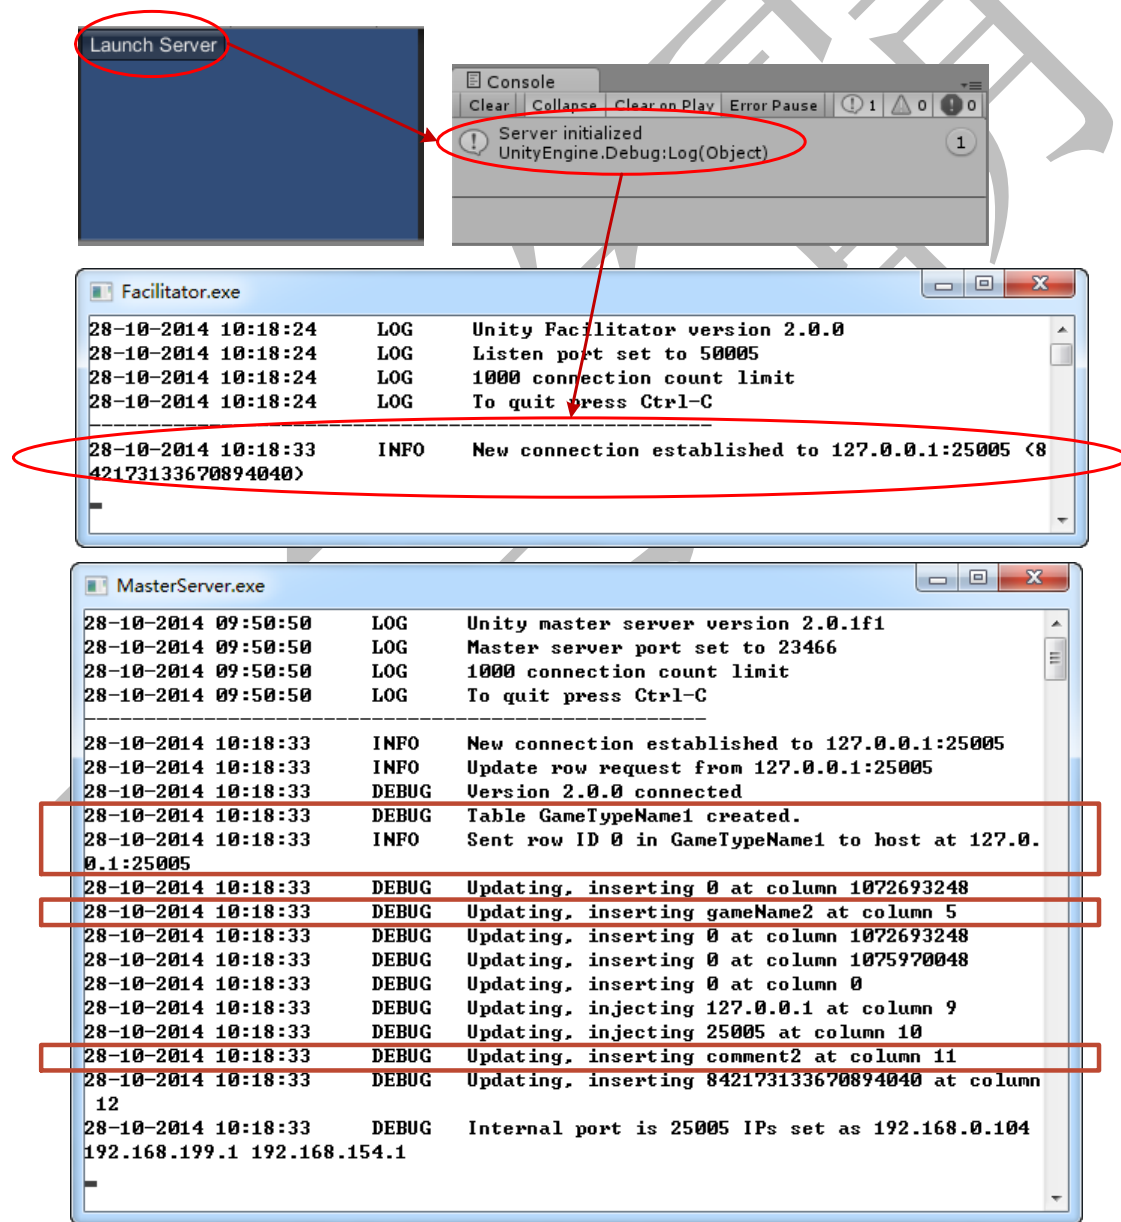 Launch Server
Console
Clear Collapse Clear on Play Error Pause 1 0 0
Server initialized
UnityEngine.Debug:Log(Object)
1
Facilitator.exe
28-10-2014 10:18:24 LOG Unity Facilitator version 2.0.0
28-10-2014 10:18:24 LOG Listen port set to 50005
28-10-2014 10:18:24 LOG 1000 connection count limit
28-10-2014 10:18:24 LOG To quit press Ctrl-C
28-10-2014 10:18:33 INFO New connection established to 127.0.0.1:25005 (8
42173133670894040)
MasterServer.exe
28-10-2014 09:50:50 LOG Unity master server version 2.0.1f1
28-10-2014 09:50:50 LOG Master server port set to 23466
28-10-2014 09:50:50 LOG 1000 connection count limit
28-10-2014 09:50:50 LOG To quit press Ctrl-C
28-10-2014 10:18:33 INFO New connection established to 127.0.0.1:25005
28-10-2014 10:18:33 INFO Update row request from 127.0.0.1:25005
28-10-2014 10:18:33 DEBUG Version 2.0.0 connected
28-10-2014 10:18:33 DEBUG Table GameTypeName1 created.
28-10-2014 10:18:33 INFO Sent row ID 0 in GameTypeName1 to host at 127.0.
0.1:25005
28-10-2014 10:18:33 DEBUG Updating, inserting 0 at column 1072693248
28-10-2014 10:18:33 DEBUG Updating, inserting gameName2 at column 5
28-10-2014 10:18:33 DEBUG Updating, inserting 0 at column 1072693248
28-10-2014 10:18:33 DEBUG Updating, inserting 0 at column 1075970048
28-10-2014 10:18:33 DEBUG Updating, inserting 0 at column 0
28-10-2014 10:18:33 DEBUG Updating, injecting 127.0.0.1 at column 9
28-10-2014 10:18:33 DEBUG Updating, injecting 25005 at column 10
28-10-2014 10:18:33 DEBUG Updating, inserting comment2 at column 11
28-10-2014 10:18:33 DEBUG Updating, inserting 842173133670894040 at column
12
28-10-2014 10:18:33 DEBUG Internal port is 25005 IPs set as 192.168.0.104
192.168.199.1 192.168.154.1